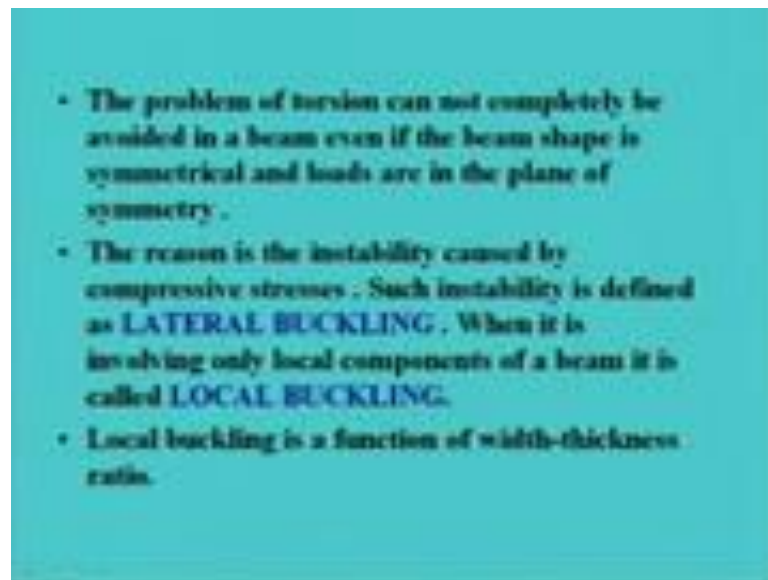 • The problem of torsion can not completely be
avoided in a beam even if the beam shape is
symmetrical and loads are in the plane of
symmetry .
• The reason is the instability caused by
compressive stresses . Such instability is defined
as LATERAL BUCKLING . When it is
involving only local components of a beam it is
called LOCAL BUCKLING.
• Local buckling is a function of width-thickness
ratio.